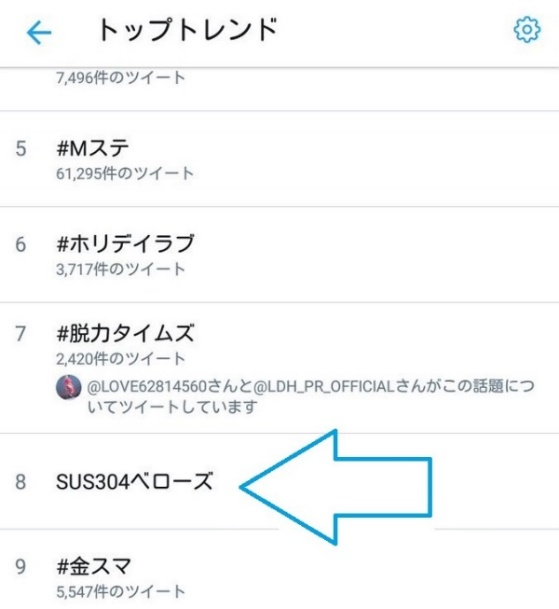 トップトレンド
7,496件のツイート
5 #Mステ
61,295件のツイート
6 #ホリデイラブ
3,717件のツイート
7 #脱力タイムズ
2,420件のツイート
@LOVE62814560さんと@LDH_PR_OFFICIALさんがこの話題につ
いてツイートしています
8 SUS304ベローズ
9 #金スマ
5,547件のツイート